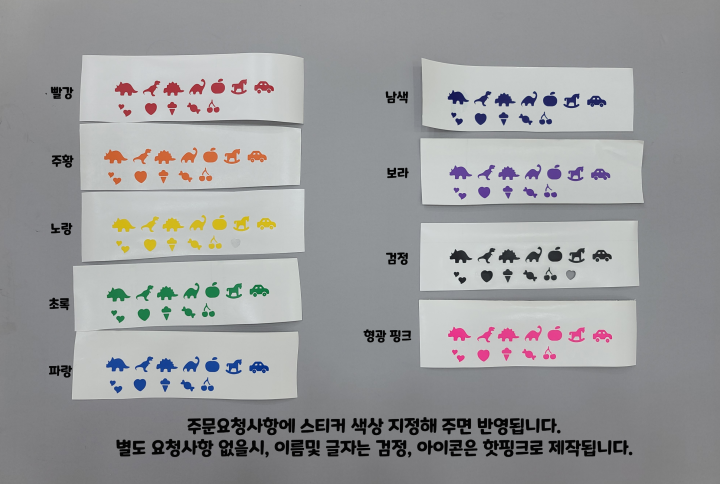 빨강
주황
노랑
초록
파랑
남색
보라
검정
형광 핑크
주문요청사항에 스티커 색상 지정해 주면 반영됩니다.
별도 요청사항 없을시, 이름및 글자는 검정, 아이콘은 핫핑크로 제작됩니다.